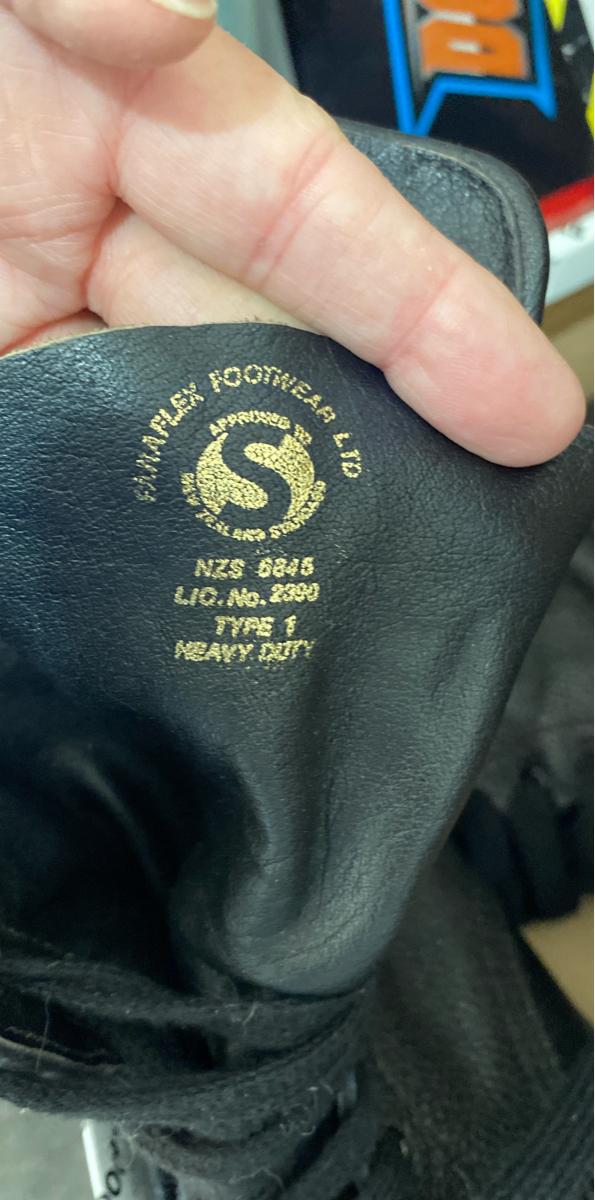 PARAFLEX FOOTWEAR LTD
APPROVED TO
S
NEW ZEALAND STANDARD
NZS 5845
LIC.No.2390
TYPE 1
HEAVY DUTY